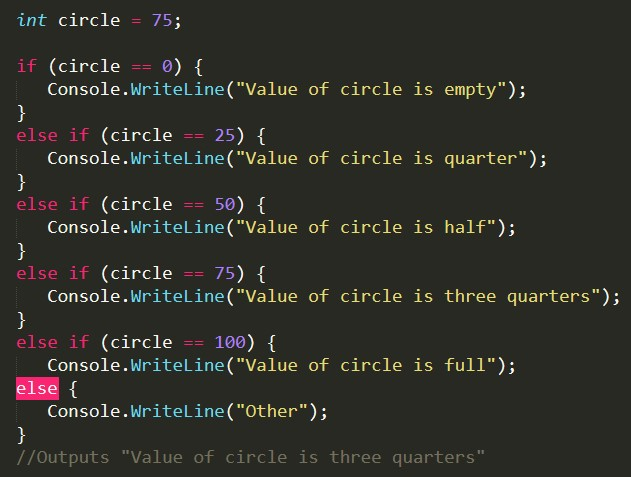 int circle = 75;

if (circle == 0) {
   Console.WriteLine("Value of circle is empty");
}
else if (circle == 25) {
   Console.WriteLine("Value of circle is quarter");
}
else if (circle == 50) {
   Console.WriteLine("Value of circle is half");
}
else if (circle == 75) {
   Console.WriteLine("Value of circle is three quarters");
}
else if (circle == 100) {
   Console.WriteLine("Value of circle is full");
else {
   Console.WriteLine("Other");
}
//Outputs "Value of circle is three quarters"